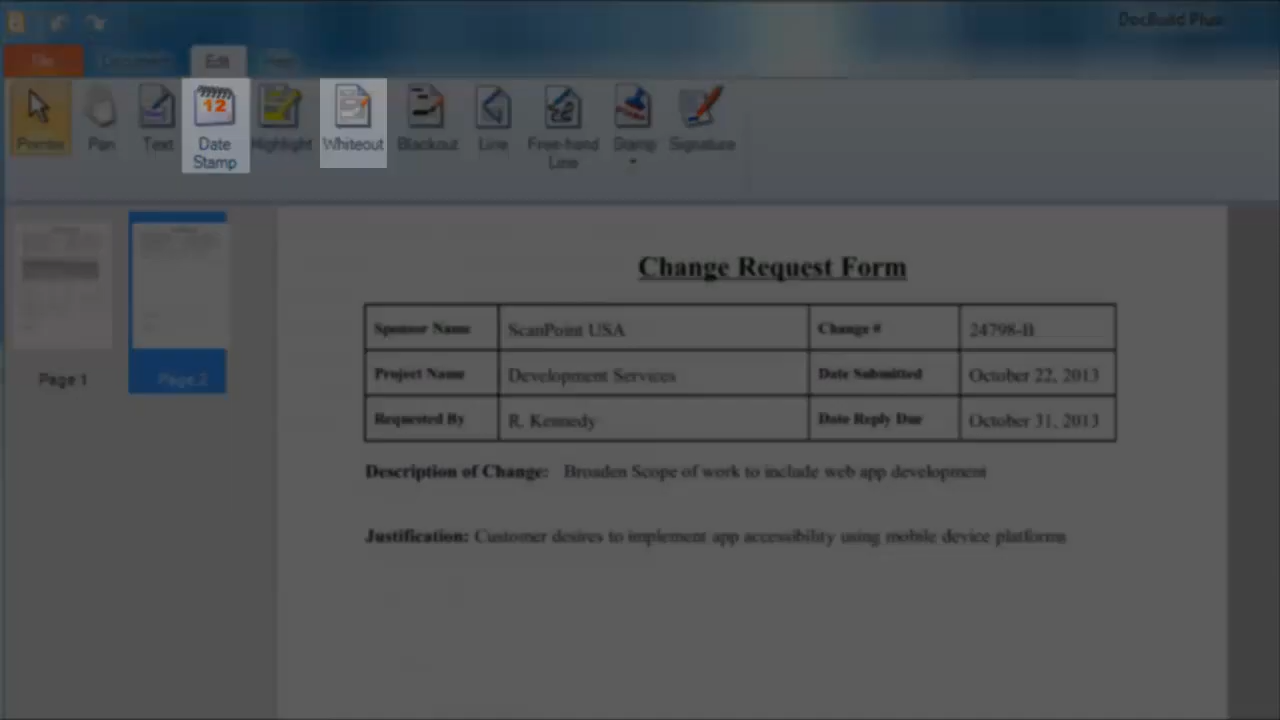 DocBuild Plus
File Document Edit
12
Pointer Pan Text Date Stamp Highlight Whiteout Blackout Line Free-hand Line Stamp Signature
Change Request Form
Sponsor Name ScanPoint USA Change # 24798-B
Project Name Development Services Date Submitted October 22, 2013
Requested By R. Kennedy Date Reply Due October 31, 2013
Page 1 Page 2
Description of Change: Broaden Scope of work to include web app development
Justification: Customer desires to implement app accessibility using mobile device platforms